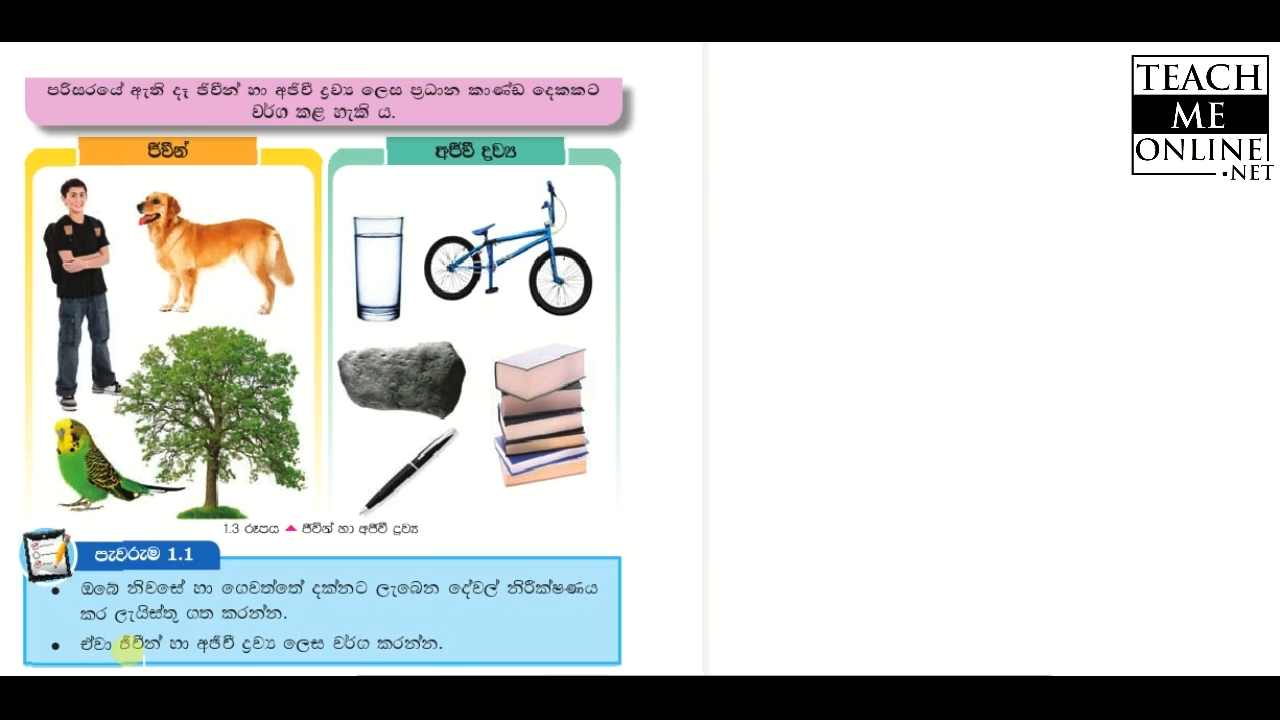 පරිසරයේ ඇති දෑ ජීවීන් හා අජීවී ද්‍රව්‍ය ලෙස ප්‍රධාන කාණ්ඩ දෙකකට
වර්ග කළ හැකි ය.
ජීවීන්
අජීවී ද්‍රව්‍ය
1.3 රූපය ▲ ජීවීන් හා අජීවී ද්‍රව්‍ය
පැවරුම 1.1
• ඔබේ නිවසේ හා ගෙවත්තේ දක්නට ලැබෙන දේවල් නිරීක්ෂණය
කර ලැයිස්තු ගත කරන්න.
• ඒවා ජීවීන් හා අජීවී ද්‍රව්‍ය ලෙස වර්ග කරන්න.
TEACH
ME
ONLINE
.NET